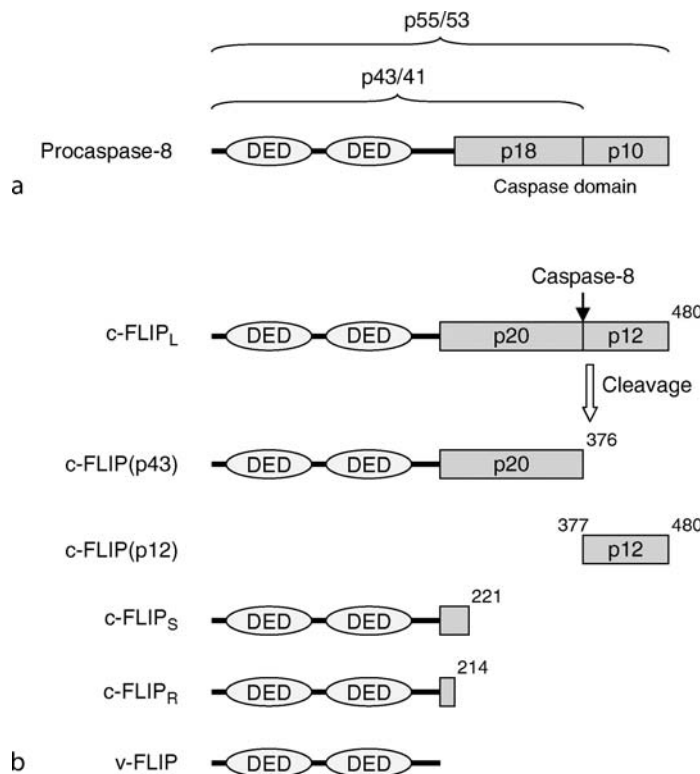 p55/53
p43/41
Procaspase-8 DED DED p18 p10
Caspase domain
a
Caspase-8
c-FLIPL DED DED p20 p12 480
Cleavage
c-FLIP(p43) DED DED p20 376
c-FLIP(p12) 377 p12 480
c-FLIPS DED DED 221
c-FLIPR DED DED 214
b v-FLIP DED DED